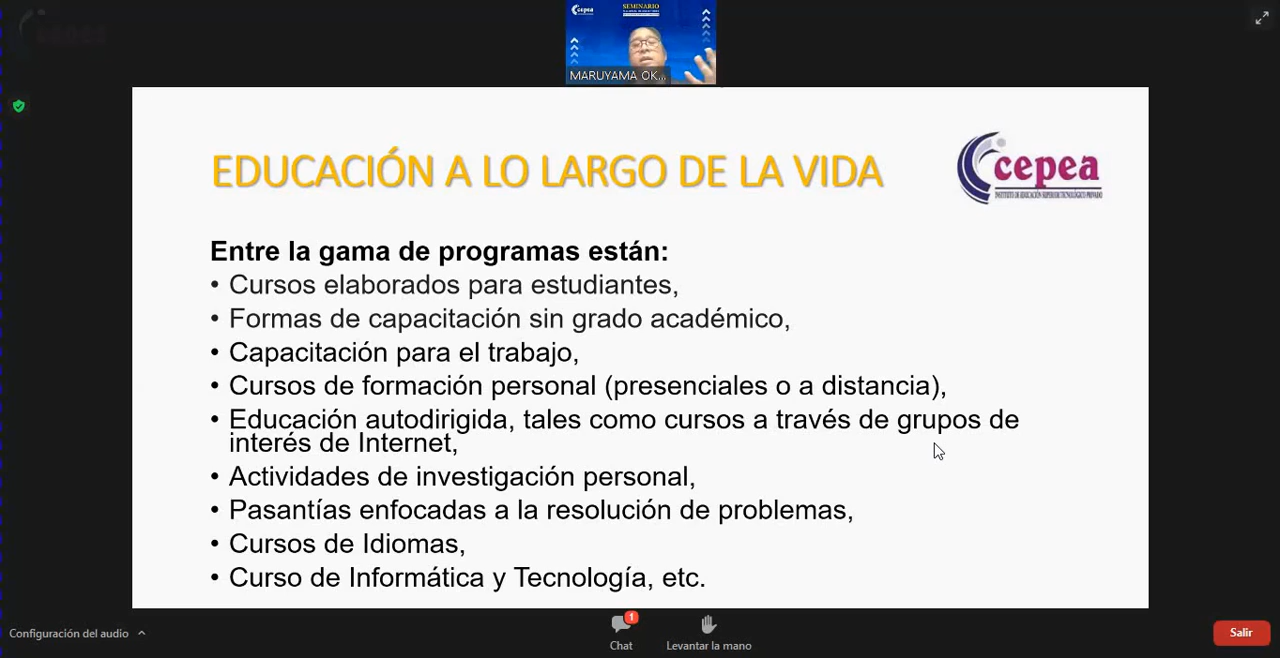 cepea
SEMINARIO
MARUYAMA OK...
EDUCACIÓN A LO LARGO DE LA VIDA
cepea
INSTITUTO DE EDUCACIÓN SUPERIOR TECNOLÓGICO PRIVADO
Entre la gama de programas están:
• Cursos elaborados para estudiantes,
• Formas de capacitación sin grado académico,
• Capacitación para el trabajo,
• Cursos de formación personal (presenciales o a distancia),
• Educación autodirigida, tales como cursos a través de grupos de
interés de Internet,
• Actividades de investigación personal,
• Pasantías enfocadas a la resolución de problemas,
• Cursos de Idiomas,
• Curso de Informática y Tecnología, etc.
Configuración del audio
1
Chat
Levantar la mano
Salir